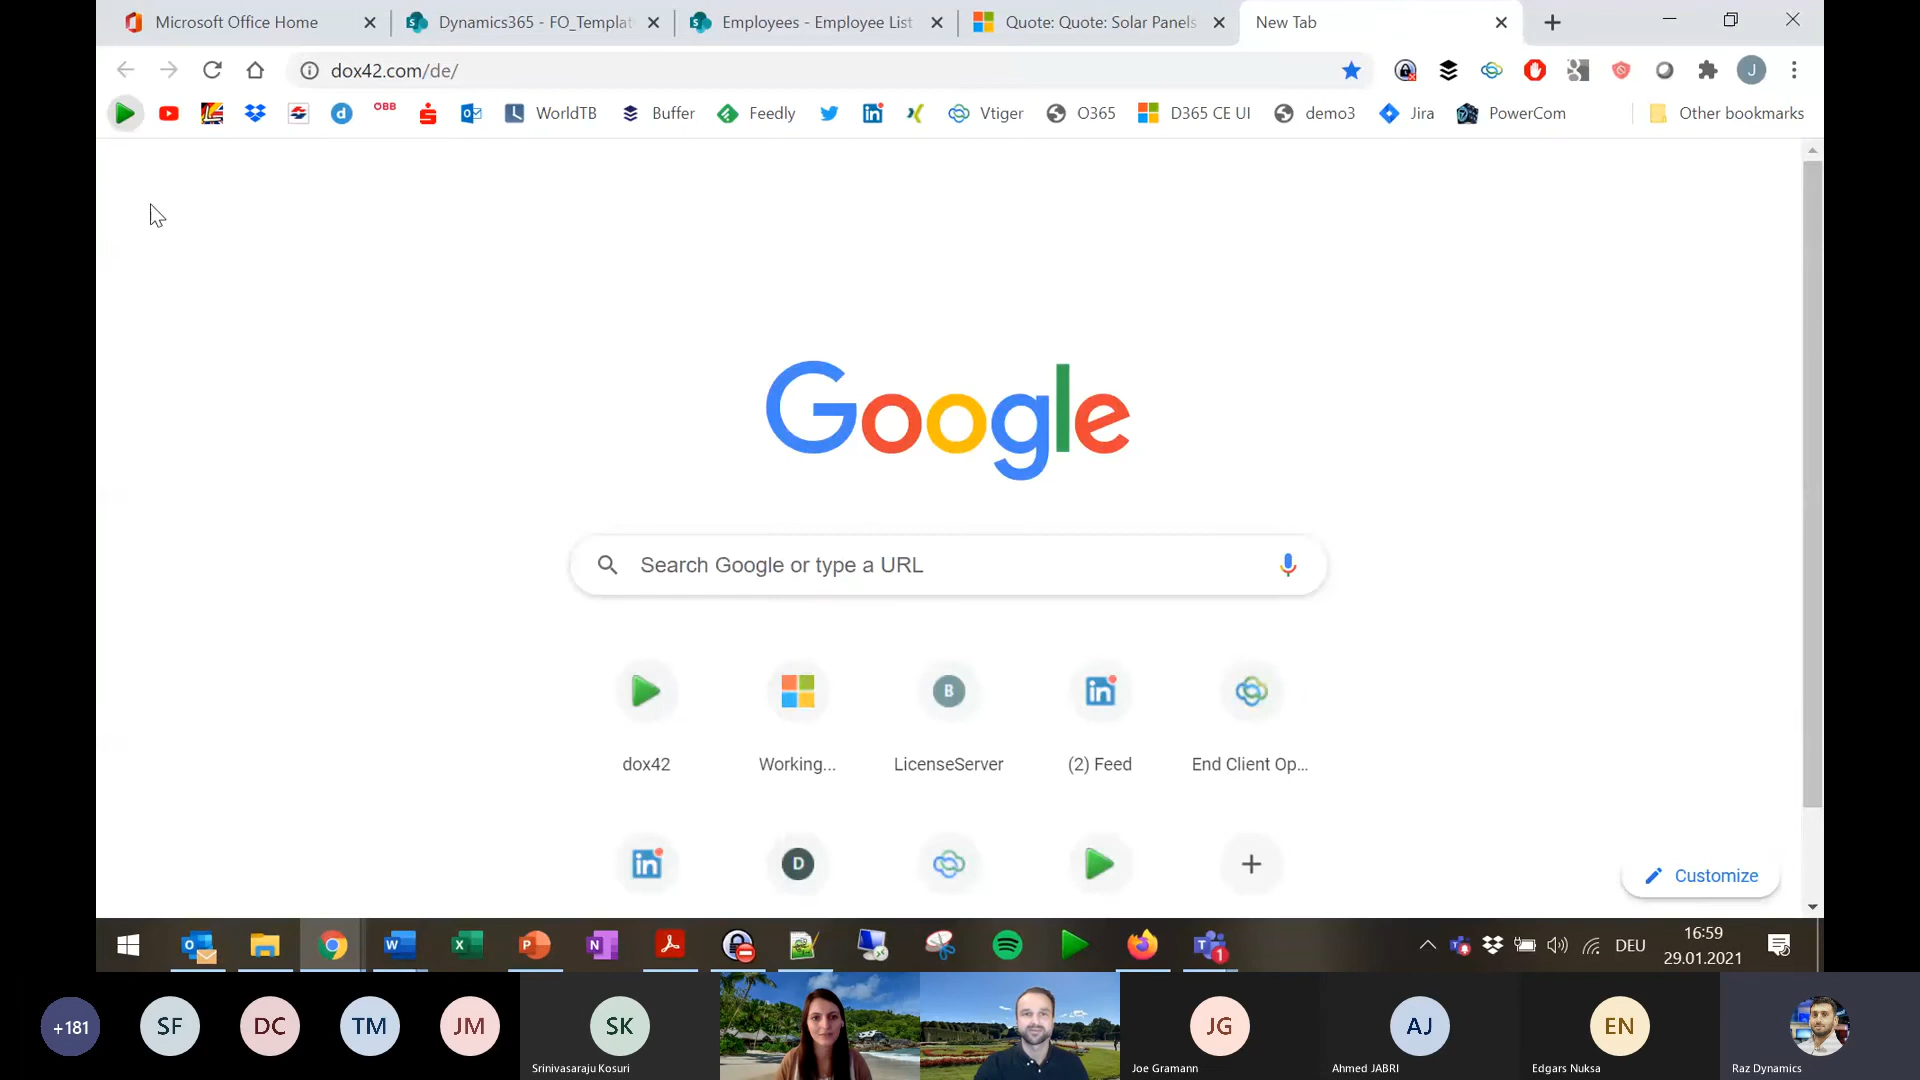 Microsoft Office Home
Dynamics365 - FO_Templat
Employees - Employee List
Quote: Quote: Solar Panels
New Tab
dox42.com/de/
J
ÖBB
WorldTB
Buffer
Feedly
Vtiger
O365
D365 CE UI
demo3
Jira
PowerCom
Other bookmarks
Google
Search Google or type a URL
B
in
dox42
Working...
LicenseServer
(2) Feed
End Client Op...
in
D
Customize
DEU
16:59
29.01.2021
+181
SF
DC
TM
JM
SK
JG
AJ
EN
Srinivasaraju Kosuri
Joe Gramann
Ahmed JABRI
Edgars Nuksa
Raz Dynamics